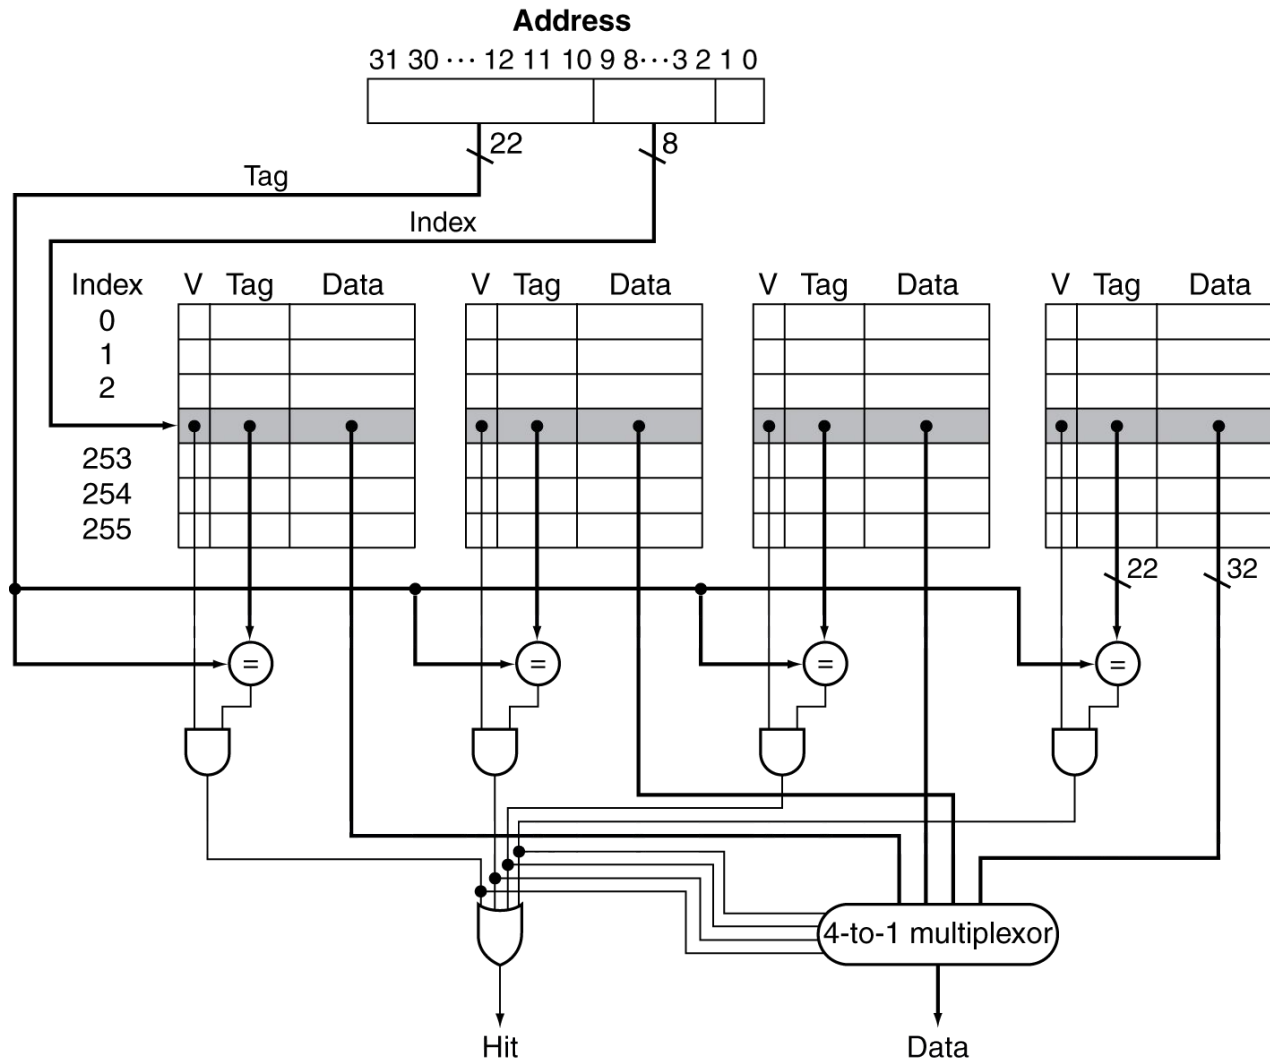 Address
31 30 ··· 12 11 10 9 8···3 2 1 0
22 8
Tag
Index
Index V Tag Data V Tag Data V Tag Data V Tag Data
0
1
2
253
254
255
22 32
= = = =
4-to-1 multiplexor
Hit Data